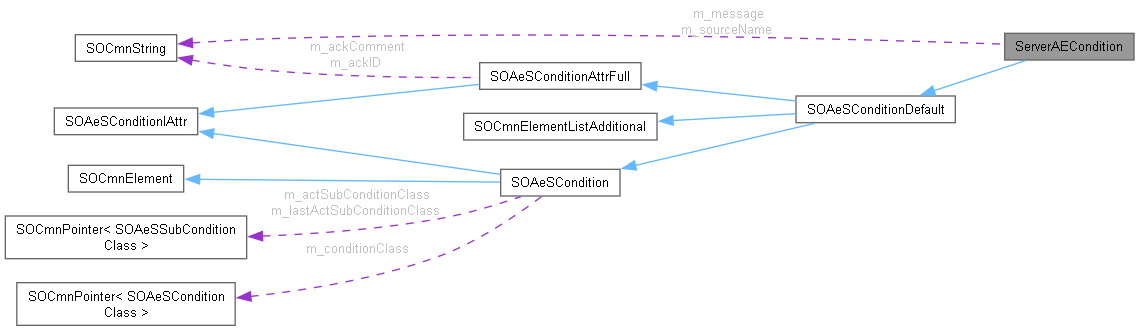 m_message
m_sourceName
SOCmnString
ServerAECondition
m_ackComment
m_ackID
SOAeSConditionAttrFull
SOAeSConditionDefault
SOAeSConditionIAttr
SOCmnElementListAdditional
SOCmnElement
SOAeSCondition
m_actSubConditionClass
m_lastActSubConditionClass
SOCmnPointer< SOAeSSubCondition
Class >
m_conditionClass
SOCmnPointer< SOAeSCondition
Class >